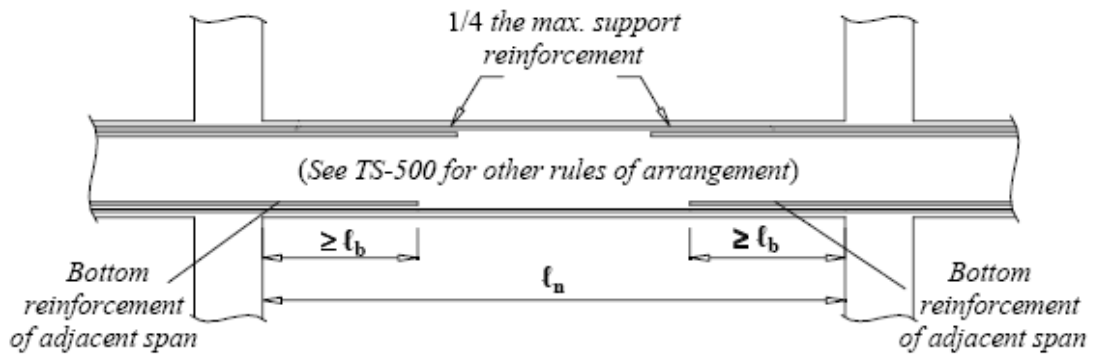 1/4 the max. support
reinforcement
(See TS-500 for other rules of arrangement)
≥ ℓb
≥ ℓb
ℓn
Bottom
reinforcement
of adjacent span
Bottom
reinforcement
of adjacent span